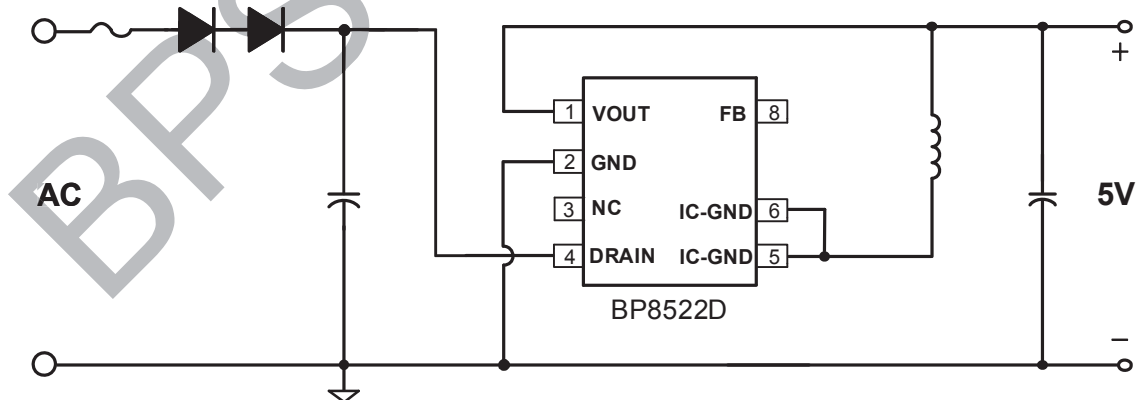 BPS
AC
1 VOUT FB 8
2 GND
3 NC IC-GND 6
4 DRAIN IC-GND 5
BP8522D
+
5V
−